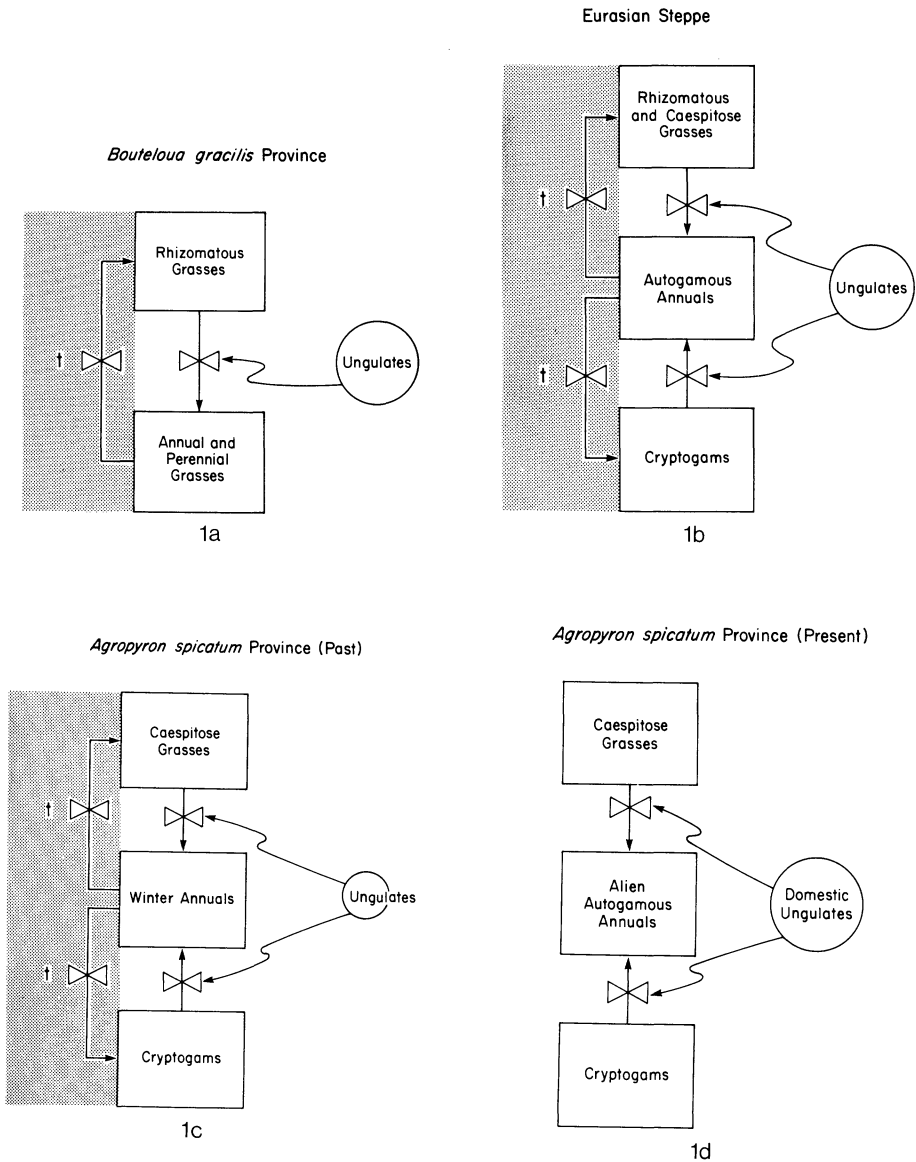 Bouteloua gracilis Province
Rhizomatous
Grasses
t
Ungulates
Annual and
Perennial
Grasses
1a
Eurasian Steppe
Rhizomatous
and Caespitose
Grasses
t
Autogamous
Annuals
Ungulates
t
Cryptogams
1b
Agropyron spicatum Province (Past)
Caespitose
Grasses
t
Winter Annuals
Ungulates
t
Cryptogams
1c
Agropyron spicatum Province (Present)
Caespitose
Grasses
Alien
Autogamous
Annuals
Domestic
Ungulates
Cryptogams
1d